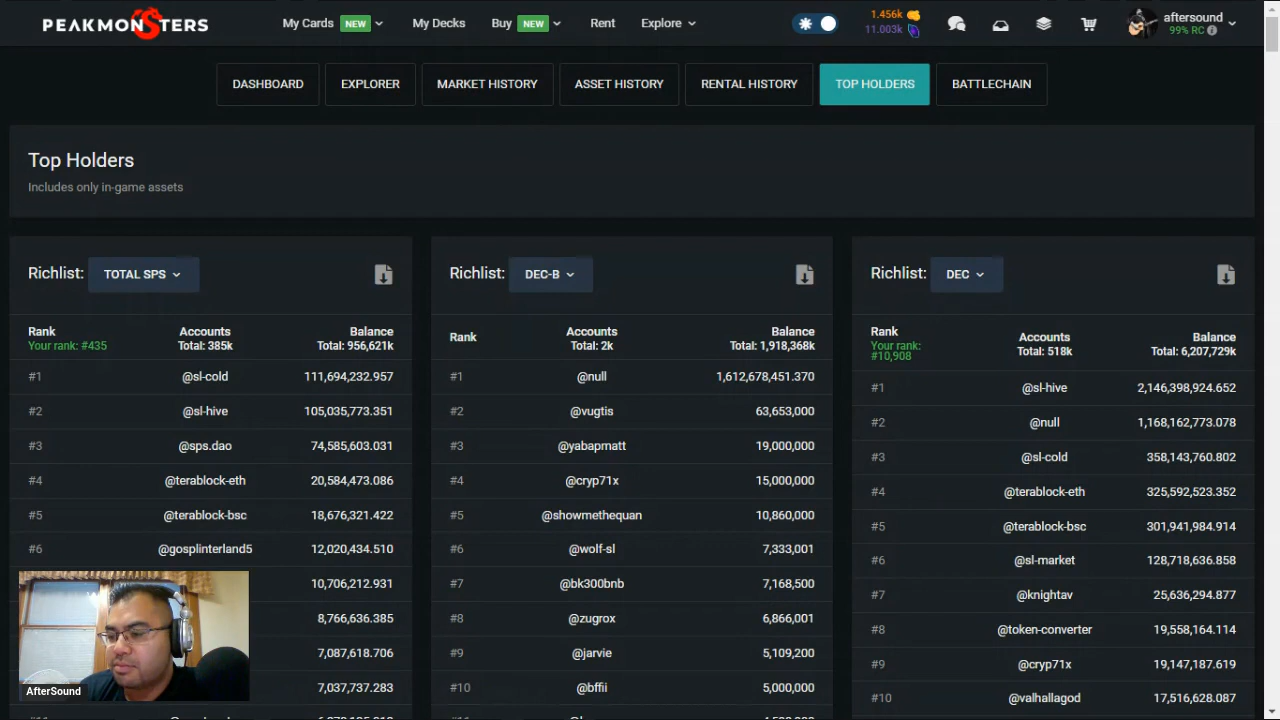 PEAKMONSTERS
My Cards NEW
My Decks
Buy NEW
Rent
Explore
1.456k
11.003k
aftersound
99% RC
DASHBOARD
EXPLORER
MARKET HISTORY
ASSET HISTORY
RENTAL HISTORY
TOP HOLDERS
BATTLECHAIN
Top Holders
Includes only in-game assets
Richlist: TOTAL SPS
Rank Accounts Balance
Your rank: #435 Total: 385k Total: 956,621k
#1 @sl-cold 111,694,232.957
#2 @sl-hive 105,035,773.351
#3 @sps.dao 74,585,603.031
#4 @terablock-eth 20,584,473.086
#5 @terablock-bsc 18,676,321.422
#6 @gosplinterland5 12,020,434.510
10,706,212.931
8,766,636.385
7,087,618.706
7,037,737.283
AfterSound
Richlist: DEC-B
Rank Accounts Balance
Total: 2k Total: 1,918,368k
#1 @null 1,612,678,451.370
#2 @vugtis 63,653,000
#3 @yabapmatt 19,000,000
#4 @cryp71x 15,000,000
#5 @showmethequan 10,860,000
#6 @wolf-sl 7,333,001
#7 @bk300bnb 7,168,500
#8 @zugrox 6,866,001
#9 @jarvie 5,109,200
#10 @bffii 5,000,000
Richlist: DEC
Rank Accounts Balance
Your rank: #10,908 Total: 518k Total: 6,207,729k
#1 @sl-hive 2,146,398,924.652
#2 @null 1,168,162,773.078
#3 @sl-cold 358,143,760.802
#4 @terablock-eth 325,592,523.352
#5 @terablock-bsc 301,941,984.914
#6 @sl-market 128,718,636.858
#7 @knightav 25,636,294.877
#8 @token-converter 19,558,164.114
#9 @cryp71x 19,147,187.619
#10 @valhallagod 17,516,628.087